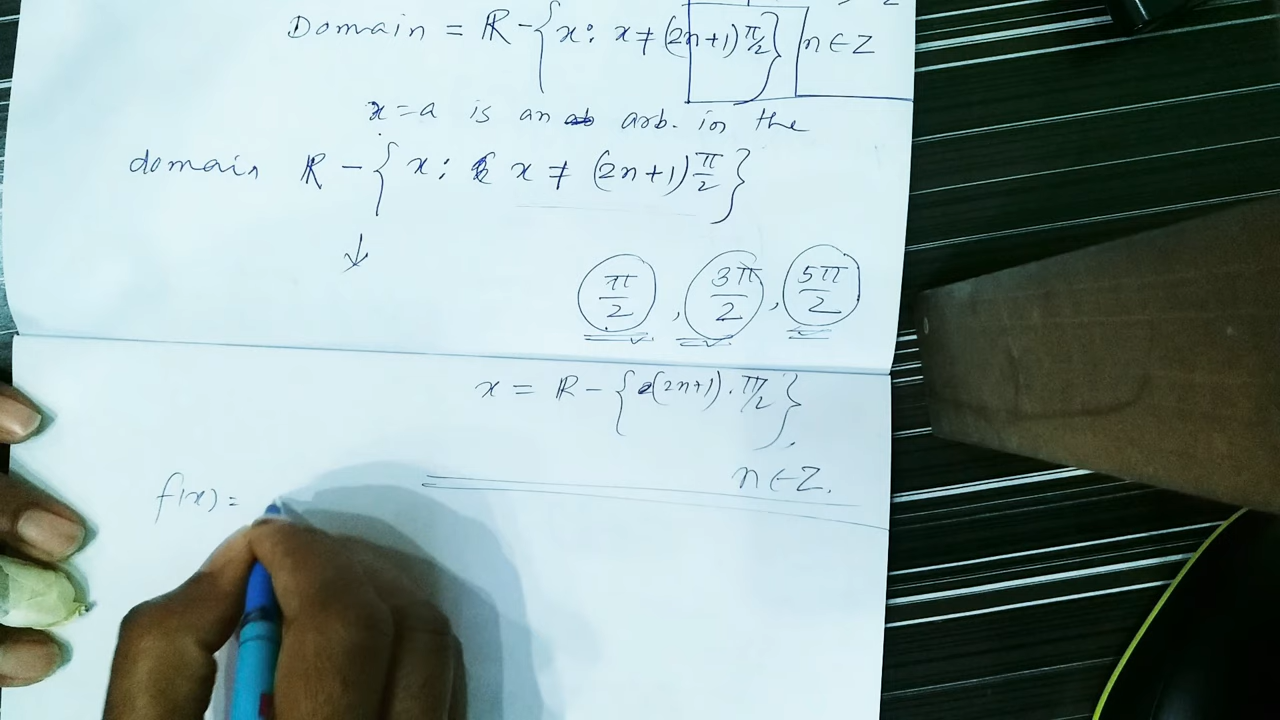 Domain = ℝ - {x: x ≠ (2n+1) π/2} n ∈ Z
x = a is an arb. in the
domain ℝ - {x: x ≠ (2n+1) π/2}
↓
π/2, 3π/2, 5π/2
x = ℝ - {(2n+1) . π/2},
n ∈ Z.
f(x) =